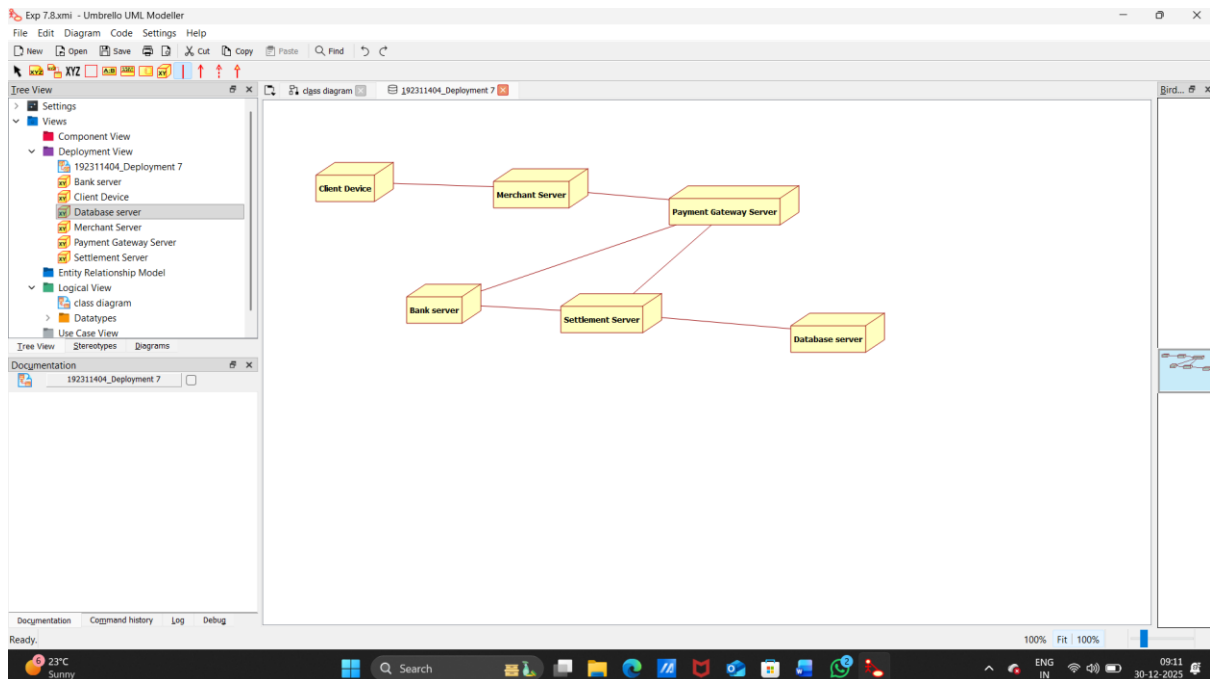 Exp 7.8.xmi - Umbrello UML Modeller
File Edit Diagram Code Settings Help
New Open Save Cut Copy Paste Find
XYZ
Tree View
class diagram 192311404_Deployment 7
Bird...
Settings
Views
Component View
Deployment View
192311404_Deployment 7
Bank server
Client Device
Database server
Merchant Server
Payment Gateway Server
Settlement Server
Entity Relationship Model
Logical View
class diagram
Datatypes
Use Case View
Tree View Stereotypes Diagrams
Documentation
192311404_Deployment 7
Client Device
Merchant Server
Payment Gateway Server
Bank server
Settlement Server
Database server
Documentation Command history Log Debug
Ready.
100% Fit 100%
6
23°C
Sunny
Search
2
ENG
IN
09:11
30-12-2025